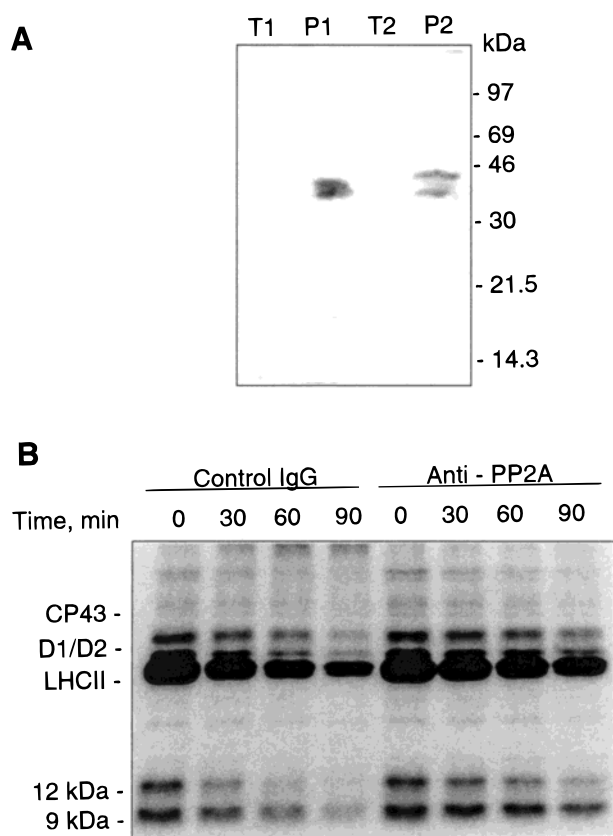 A
T1 P1 T2 P2
kDa
- 97
- 69
- 46
- 30
- 21.5
- 14.3
B
Control IgG Anti - PP2A
Time, min 0 30 60 90 0 30 60 90
CP43 -
D1/D2 -
LHCII -
12 kDa -
9 kDa -